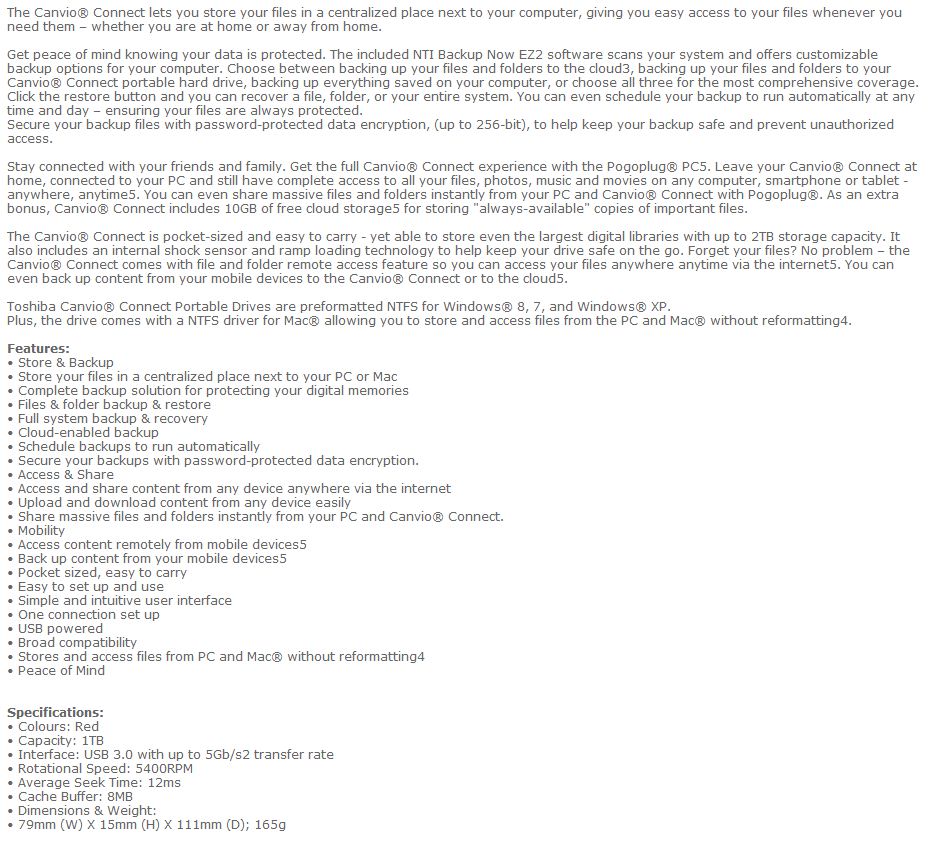 The Canvio® Connect lets you store your files in a centralized place next to your computer, giving you easy access to your files whenever you
need them – whether you are at home or away from home.
Get peace of mind knowing your data is protected. The included NTI Backup Now EZ2 software scans your system and offers customizable
backup options for your computer. Choose between backing up your files and folders to the cloud3, backing up your files and folders to your
Canvio® Connect portable hard drive, backing up everything saved on your computer, or choose all three for the most comprehensive coverage.
Click the restore button and you can recover a file, folder, or your entire system. You can even schedule your backup to run automatically at any
time and day – ensuring your files are always protected.
Secure your backup files with password-protected data encryption, (up to 256-bit), to help keep your backup safe and prevent unauthorized
access.
Stay connected with your friends and family. Get the full Canvio® Connect experience with the Pogoplug® PC5. Leave your Canvio® Connect at
home, connected to your PC and still have complete access to all your files, photos, music and movies on any computer, smartphone or tablet -
anywhere, anytime5. You can even share massive files and folders instantly from your PC and Canvio® Connect with Pogoplug®. As an extra
bonus, Canvio® Connect includes 10GB of free cloud storage5 for storing "always-available" copies of important files.
The Canvio® Connect is pocket-sized and easy to carry - yet able to store even the largest digital libraries with up to 2TB storage capacity. It
also includes an internal shock sensor and ramp loading technology to help keep your drive safe on the go. Forget your files? No problem – the
Canvio® Connect comes with file and folder remote access feature so you can access your files anywhere anytime via the internet5. You can
even back up content from your mobile devices to the Canvio® Connect or to the cloud5.
Toshiba Canvio® Connect Portable Drives are preformatted NTFS for Windows® 8, 7, and Windows® XP.
Plus, the drive comes with a NTFS driver for Mac® allowing you to store and access files from the PC and Mac® without reformatting4.
Features:
• Store & Backup
• Store your files in a centralized place next to your PC or Mac
• Complete backup solution for protecting your digital memories
• Files & folder backup & restore
• Full system backup & recovery
• Cloud-enabled backup
• Schedule backups to run automatically
• Secure your backups with password-protected data encryption.
• Access & Share
• Access and share content from any device anywhere via the internet
• Upload and download content from any device easily
• Share massive files and folders instantly from your PC and Canvio® Connect.
• Mobility
• Access content remotely from mobile devices5
• Back up content from your mobile devices5
• Pocket sized, easy to carry
• Easy to set up and use
• Simple and intuitive user interface
• One connection set up
• USB powered
• Broad compatibility
• Stores and access files from PC and Mac® without reformatting4
• Peace of Mind
Specifications:
• Colours: Red
• Capacity: 1TB
• Interface: USB 3.0 with up to 5Gb/s2 transfer rate
• Rotational Speed: 5400RPM
• Average Seek Time: 12ms
• Cache Buffer: 8MB
• Dimensions & Weight:
• 79mm (W) X 15mm (H) X 111mm (D); 165g